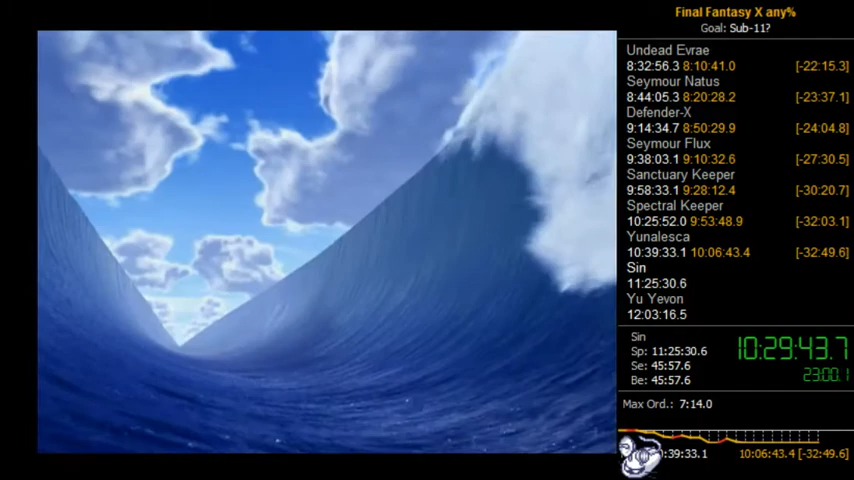 Final Fantasy X any%
Goal: Sub-11?
Undead Evrae
8:32:56.3 8:10:41.0 [-22:15.3]
Seymour Natus
8:44:05.3 8:20:28.2 [-23:37.1]
Defender-X
9:14:34.7 8:50:29.9 [-24:04.8]
Seymour Flux
9:38:03.1 9:10:32.6 [-27:30.5]
Sanctuary Keeper
9:58:33.1 9:28:12.4 [-30:20.7]
Spectral Keeper
10:25:52.0 9:53:48.9 [-32:03.1]
Yunalesca
10:39:33.1 10:06:43.4 [-32:49.6]
Sin
11:25:30.6
Yu Yevon
12:03:16.5
Sin
Sp: 11:25:30.6
Se: 45:57.6
Be: 45:57.6
10:29:43.7
23:00.1
Max Ord.: 7:14.0
:39:33.1 10:06:43.4 [-32:49.6]